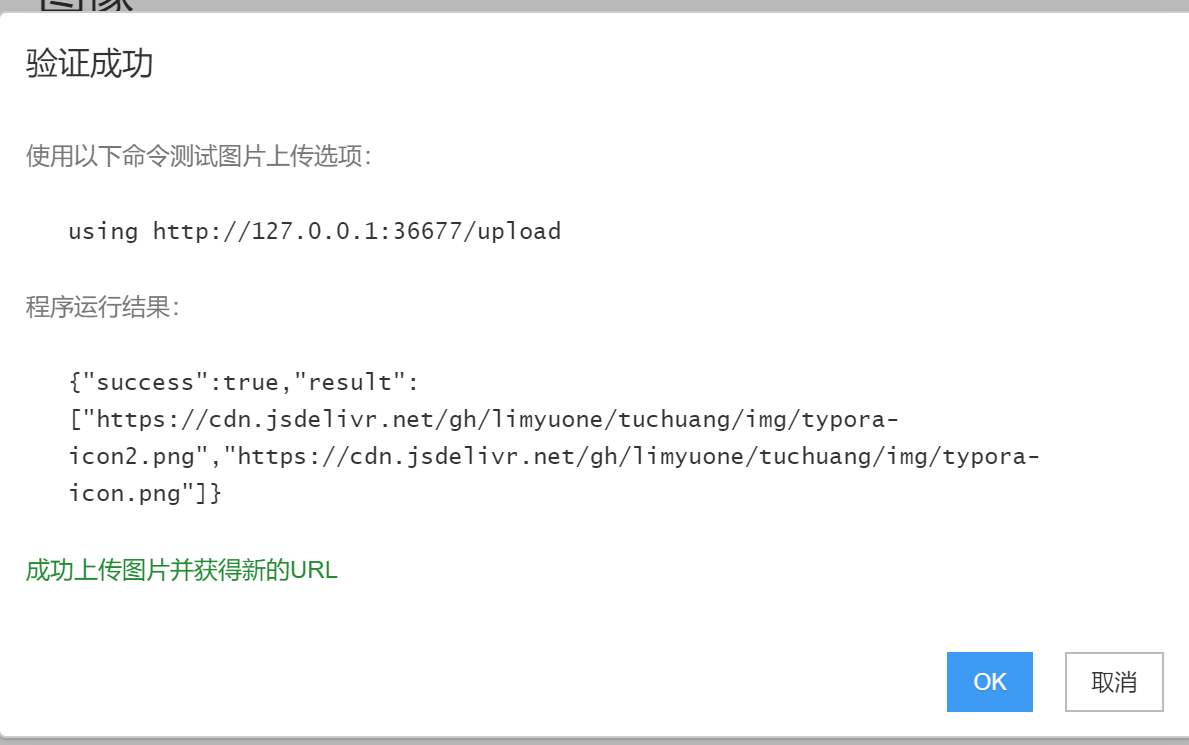 图像
验证成功
使用以下命令测试图片上传选项：
using http://127.0.0.1:36677/upload
程序运行结果：
{"success":true,"result":
["https://cdn.jsdelivr.net/gh/limyuone/tuchuang/img/typora-
icon2.png","https://cdn.jsdelivr.net/gh/limyuone/tuchuang/img/typora-
icon.png"]}
成功上传图片并获得新的URL
OK 取消